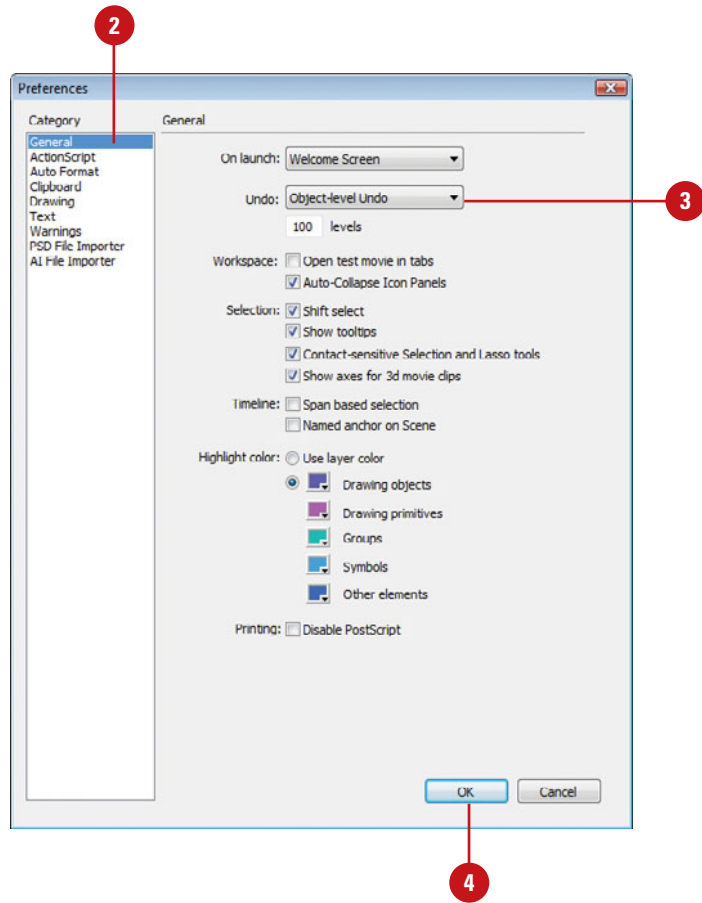 2
Preferences
Category
General
ActionScript
Auto Format
Clipboard
Drawing
Text
Warnings
PSD File Importer
AI File Importer
General
On launch: Welcome Screen
Undo: Object-level Undo
3
100 levels
Workspace: Open test movie in tabs
Auto-Collapse Icon Panels
Selection: Shift select
Show tooltips
Contact-sensitive Selection and Lasso tools
Show axes for 3d movie clips
Timeline: Span based selection
Named anchor on Scene
Highlight color: Use layer color
Drawing objects
Drawing primitives
Groups
Symbols
Other elements
Printing: Disable PostScript
OK Cancel
4